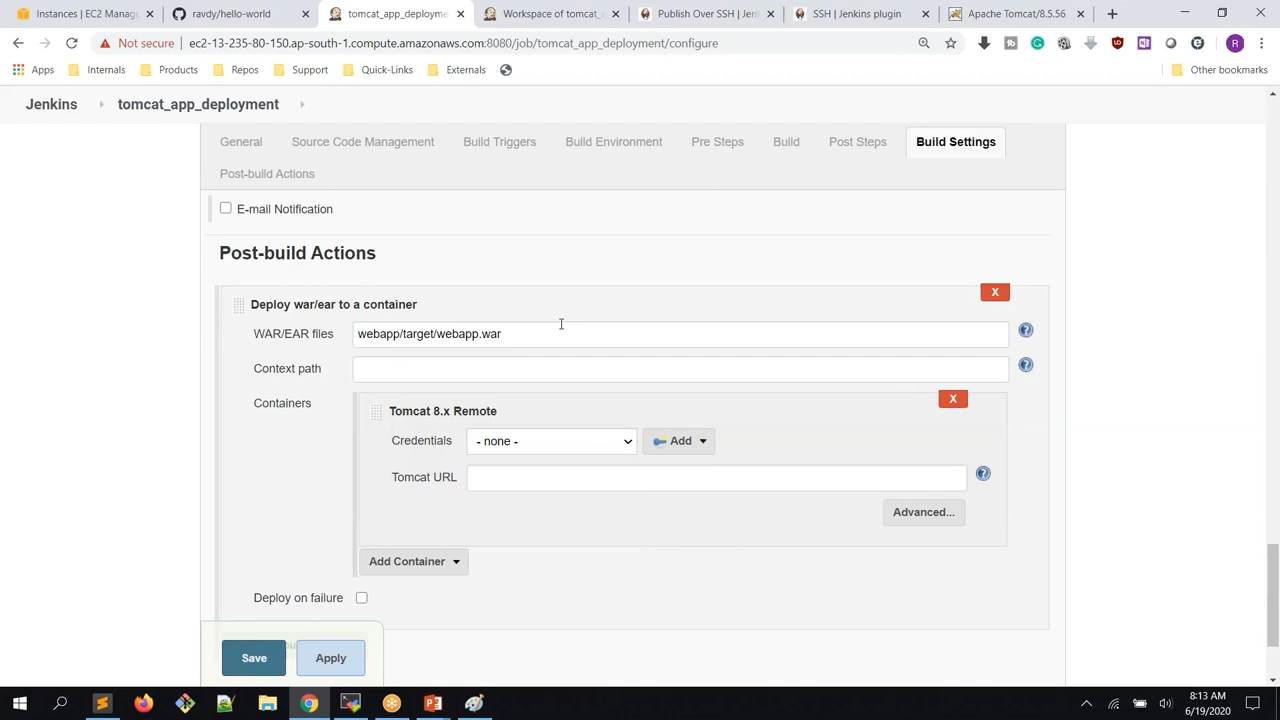 Instances | EC2 Manag
ravdy/hello-world
tomcat_app_deployme
Workspace of tomcat_
Publish Over SSH | Jen
SSH | Jenkins plugin
Apache Tomcat/8.5.56
Not secure
ec2-13-235-80-150.ap-south-1.compute.amazonaws.com:8080/job/tomcat_app_deployment/configure
R
Apps
Internals
Products
Repos
Support
Quick-Links
Externals
Other bookmarks
Jenkins
tomcat_app_deployment
General
Source Code Management
Build Triggers
Build Environment
Pre Steps
Build
Post Steps
Build Settings
Post-build Actions
E-mail Notification
Post-build Actions
Deploy war/ear to a container
X
WAR/EAR files
webapp/target/webapp.war
Context path
Containers
Tomcat 8.x Remote
X
Credentials
- none -
Add
Tomcat URL
Advanced...
Add Container
Deploy on failure
Save
Apply
8:13 AM
6/19/2020